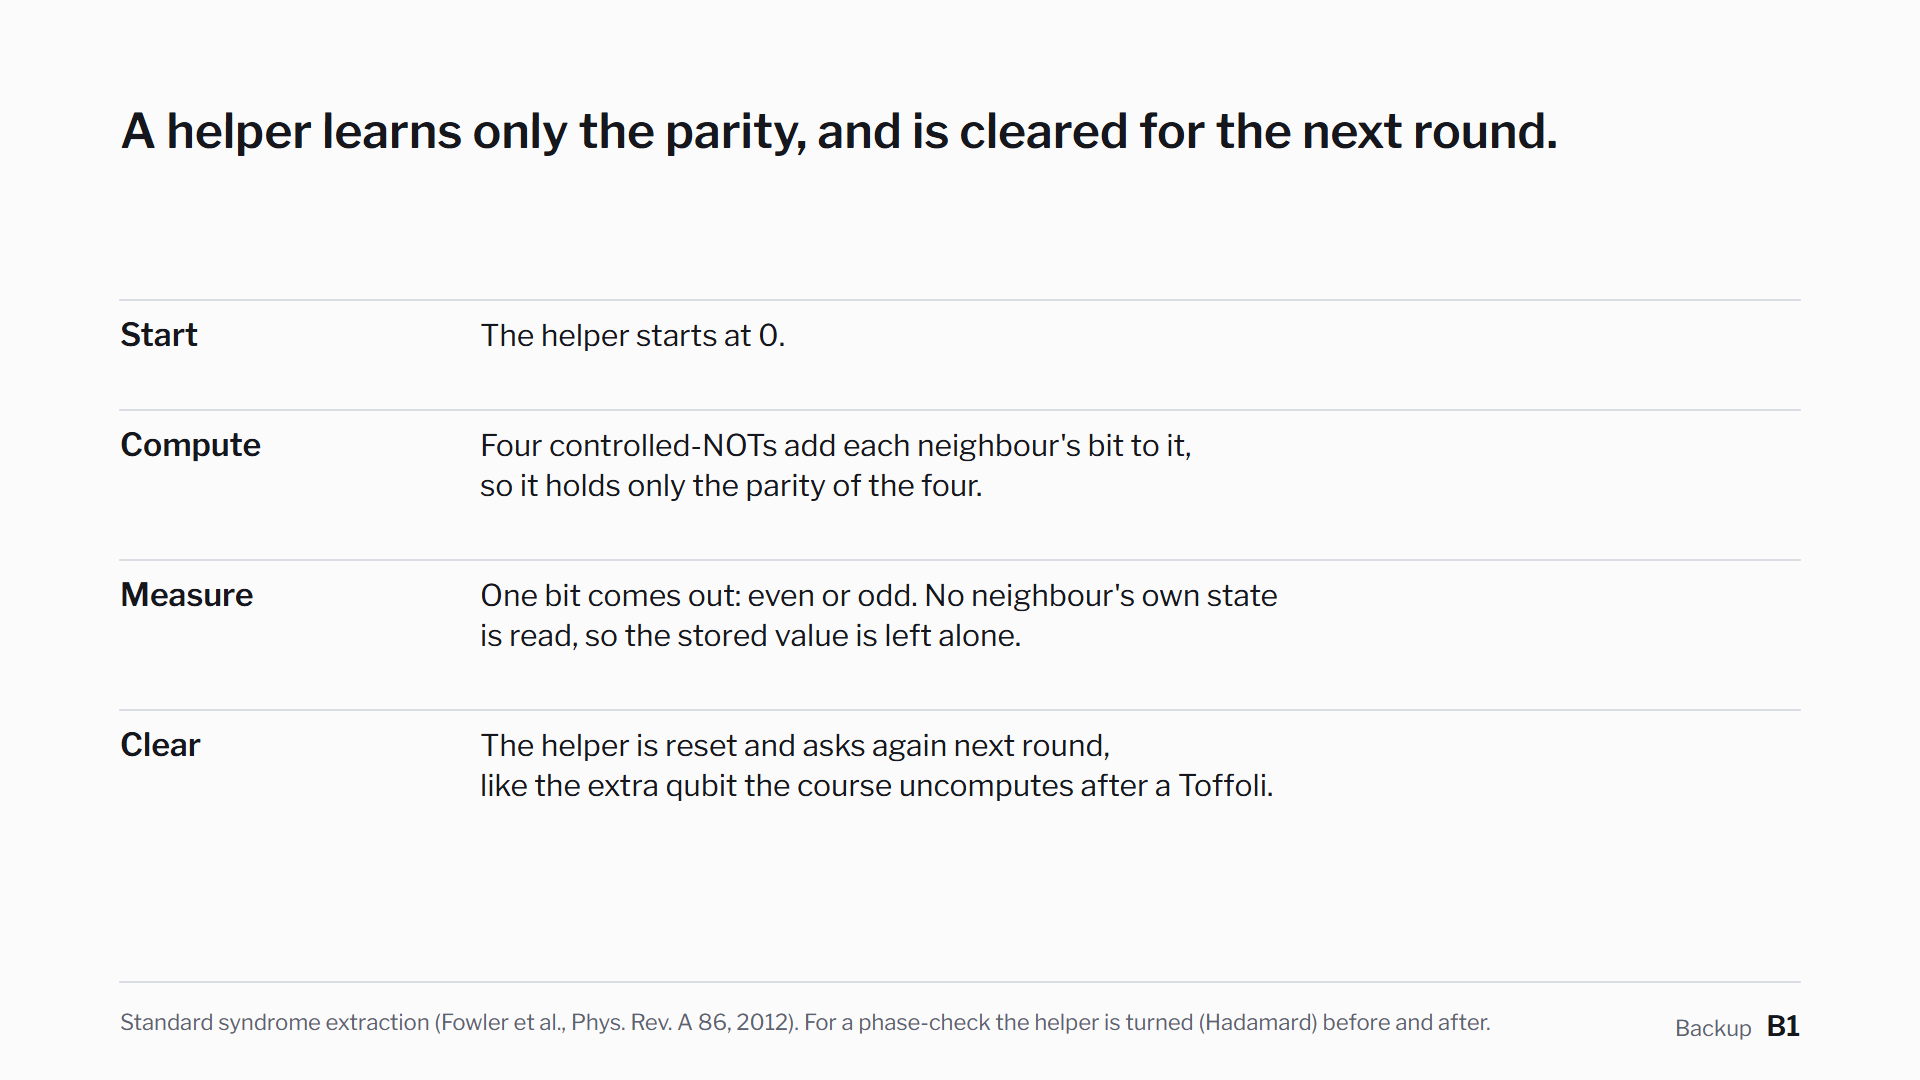 A helper learns only the parity, and is cleared for the next round.
Start
The helper starts at 0.
Compute
Four controlled-NOTs add each neighbour's bit to it,
so it holds only the parity of the four.
Measure
One bit comes out: even or odd. No neighbour's own state
is read, so the stored value is left alone.
Clear
The helper is reset and asks again next round,
like the extra qubit the course uncomputes after a Toffoli.
Standard syndrome extraction (Fowler et al., Phys. Rev. A 86, 2012). For a phase-check the helper is turned (Hadamard) before and after.
Backup B1